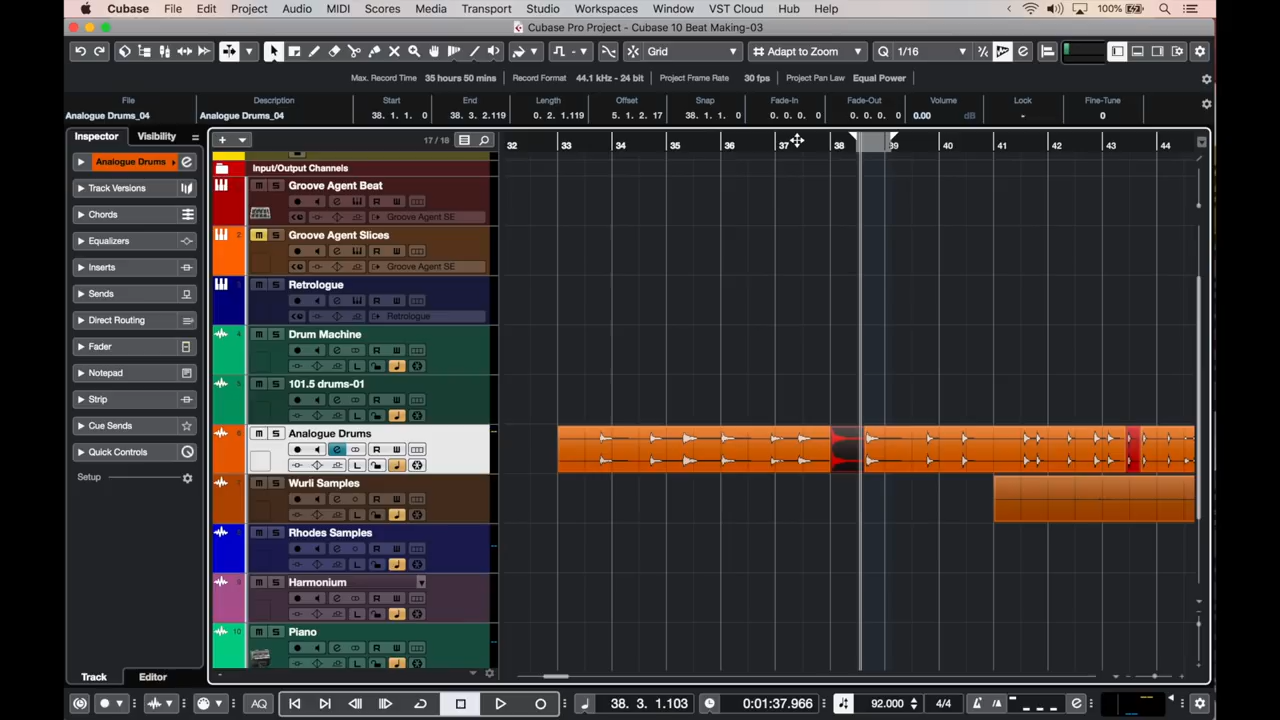 Cubase File Edit Project Audio MIDI Scores Media Transport Studio Workspaces Window VST Cloud Hub Help 100%
Cubase Pro Project - Cubase 10 Beat Making-03
Grid Adapt to Zoom Q 1/16
Max. Record Time 35 hours 50 mins Record Format 44.1 kHz - 24 bit Project Frame Rate 30 fps Project Pan Law Equal Power
File Description Start End Length Offset Snap Fade-In Fade-Out Volume Lock Fine-Tune
Analogue Drums_04 Analogue Drums_04 38. 1. 1. 0 38. 3. 2.119 0. 2. 1.119 5. 1. 2.17 38. 1. 1. 0 0. 0. 0. 0 0. 0. 0. 0 0.00 dB - 0
Inspector Visibility
17 / 18
32 33 34 35 36 37 38 39 40 41 42 43 44
Analogue Drums
Track Versions
Chords
Equalizers
Inserts
Sends
Direct Routing
Fader
Notepad
Strip
Cue Sends
Quick Controls
Setup
Track Editor
Input/Output Channels
Groove Agent Beat
m S
R W
Groove Agent SE
2
Groove Agent Slices
m S
R W
Groove Agent SE
Retrologue
m S
R W
Retrologue
4
Drum Machine
m S
R W
5
101.5 drums-01
m S
R W
6
Analogue Drums
m S
R W
L
7
Wurli Samples
m S
R W
L
Rhodes Samples
m S
R W
L
9
Harmonium
m S
R W
L
10
Piano
m S
R W
L
AQ 38. 3. 1.103 0:01:37.966 92.000 4/4